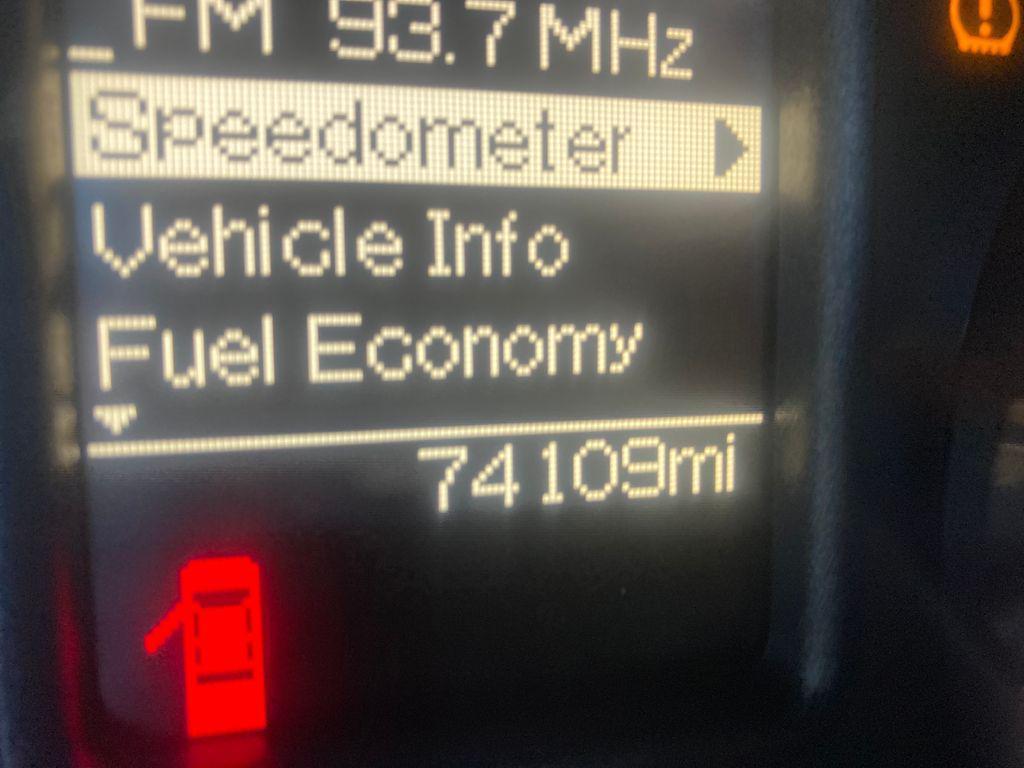 FM 93.7 MHz
Speedometer
Vehicle Info
Fuel Economy
74109mi